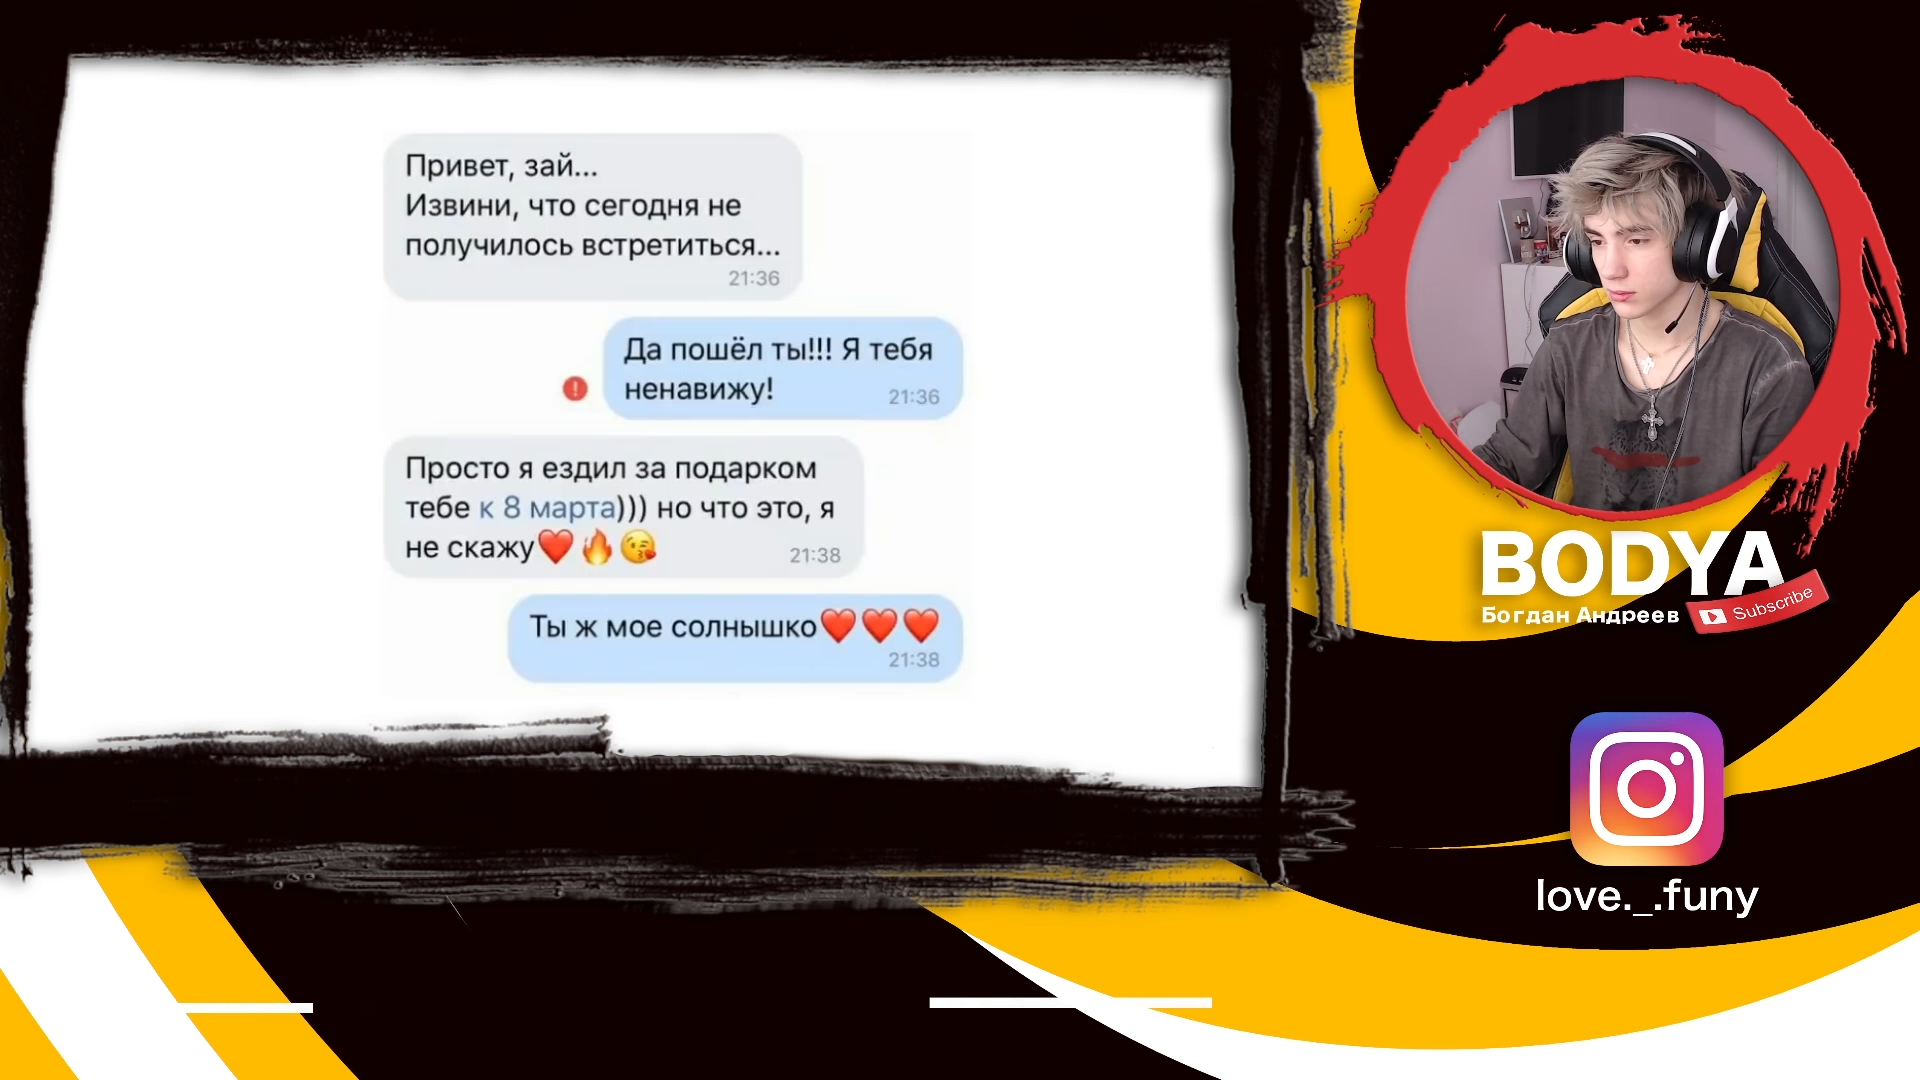 Привет, зай...
Извини, что сегодня не
получилось встретиться...
21:36
Да пошёл ты!!! Я тебя
ненавижу!
21:36
Просто я ездил за подарком
тебе к 8 марта))) но что это, я
не скажу❤️🔥😘
21:38
Ты ж мое солнышко❤️❤️❤️
21:38
BODYA
Богдан Андреев
Subscribe
love._.funy